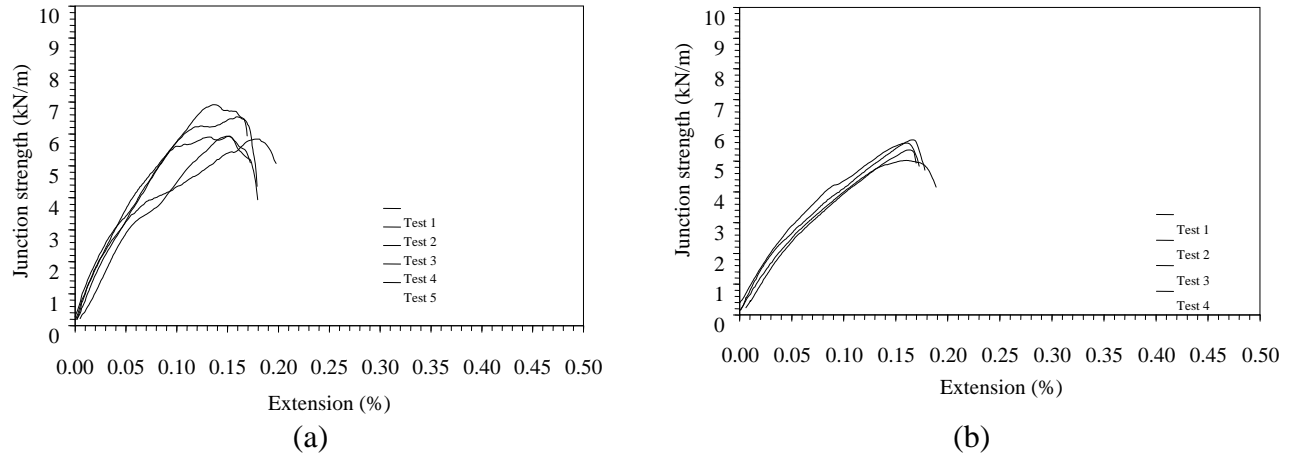 10
9
8
7
6
5
4
3
2
1
0
Junction strength (kN/m)
0.00 0.05 0.10 0.15 0.20 0.25 0.30 0.35 0.40 0.45 0.50
Extension (%)
Test 1
Test 2
Test 3
Test 4
Test 5
(a)
10
9
8
7
6
5
4
3
2
1
0
Junction strength (kN/m)
0.00 0.05 0.10 0.15 0.20 0.25 0.30 0.35 0.40 0.45 0.50
Extension (%)
Test 1
Test 2
Test 3
Test 4
(b)